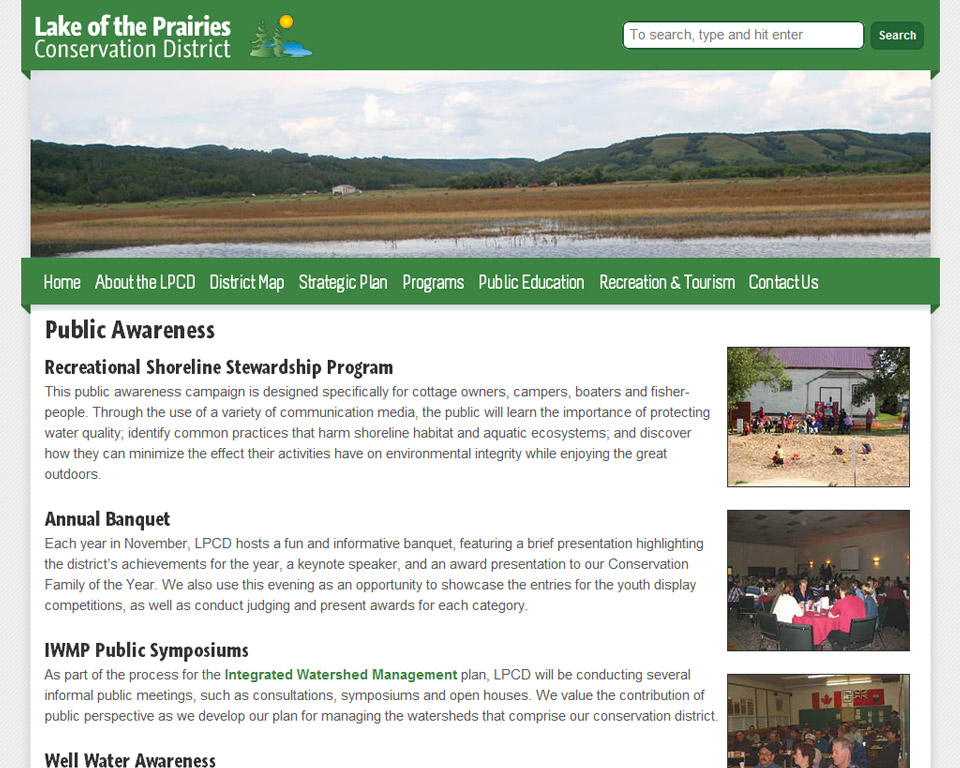 Lake of the Prairies
Conservation District
To search, type and hit enter
Search
Home About the LPCD District Map Strategic Plan Programs Public Education Recreation & Tourism Contact Us
Public Awareness
Recreational Shoreline Stewardship Program
This public awareness campaign is designed specifically for cottage owners, campers, boaters and fisher-
people. Through the use of a variety of communication media, the public will learn the importance of protecting
water quality; identify common practices that harm shoreline habitat and aquatic ecosystems; and discover
how they can minimize the effect their activities have on environmental integrity while enjoying the great
outdoors.
Annual Banquet
Each year in November, LPCD hosts a fun and informative banquet, featuring a brief presentation highlighting
the district's achievements for the year, a keynote speaker, and an award presentation to our Conservation
Family of the Year. We also use this evening as an opportunity to showcase the entries for the youth display
competitions, as well as conduct judging and present awards for each category.
IWMP Public Symposiums
As part of the process for the Integrated Watershed Management plan, LPCD will be conducting several
informal public meetings, such as consultations, symposiums and open houses. We value the contribution of
public perspective as we develop our plan for managing the watersheds that comprise our conservation district.
Well Water Awareness